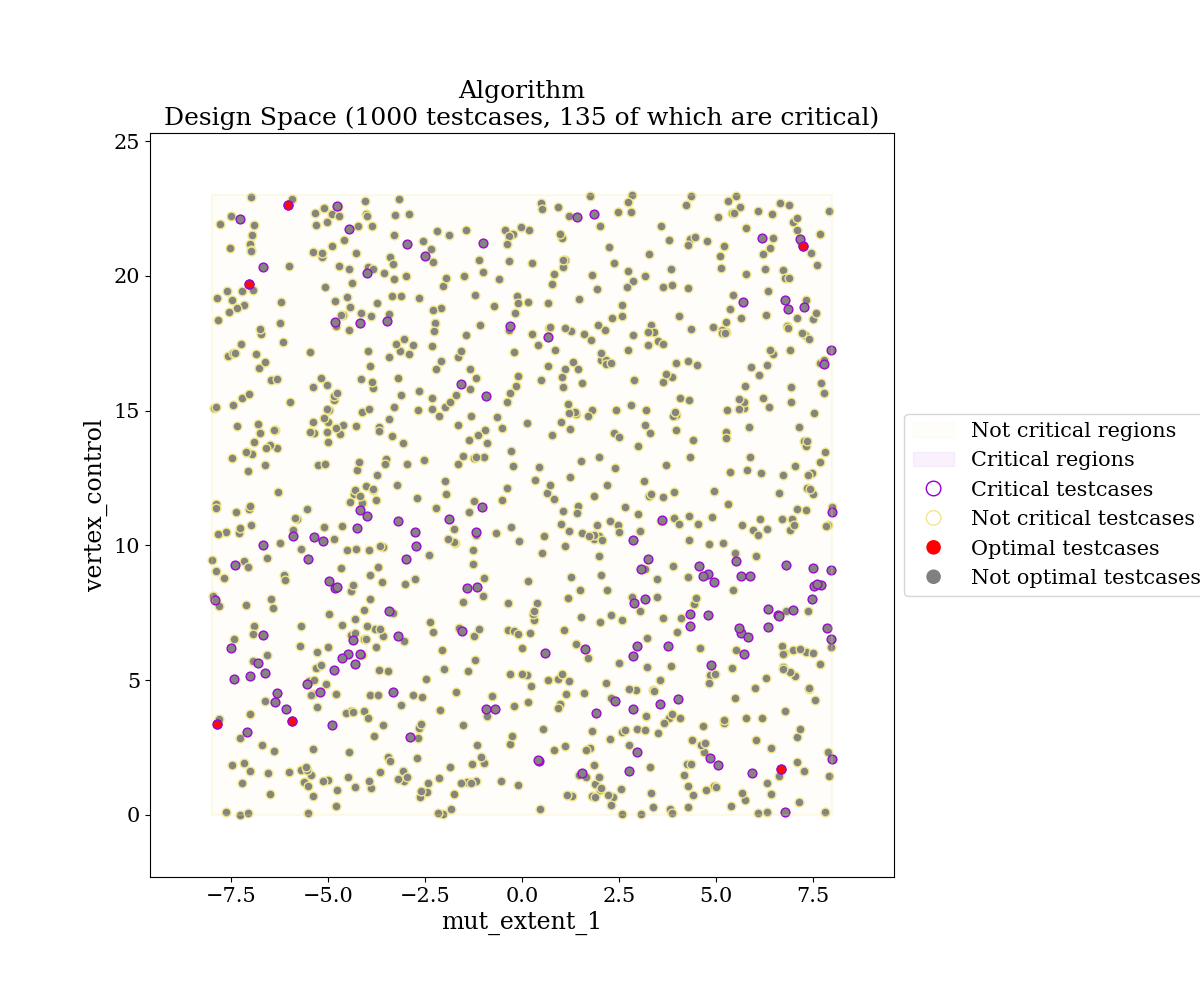 Algorithm
Design Space (1000 testcases, 135 of which are critical)
25
20
15
10
5
0
vertex_control
−7.5
−5.0
−2.5
0.0
2.5
5.0
7.5
mut_extent_1
Not critical regions
Critical regions
Critical testcases
Not critical testcases
Optimal testcases
Not optimal testcases